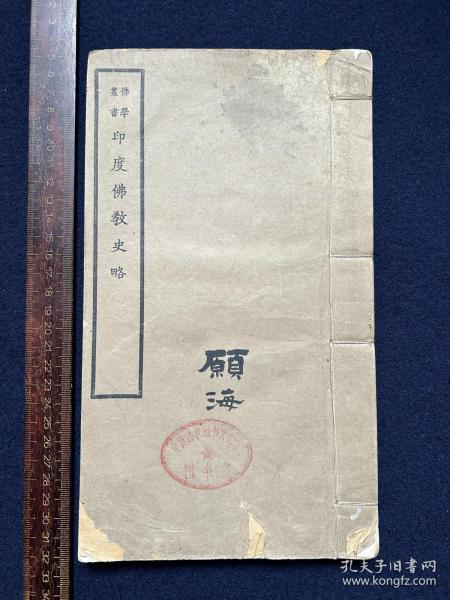 佛學
叢書
印度佛教史略
願海
孔夫子旧书网
www.kongfz.com